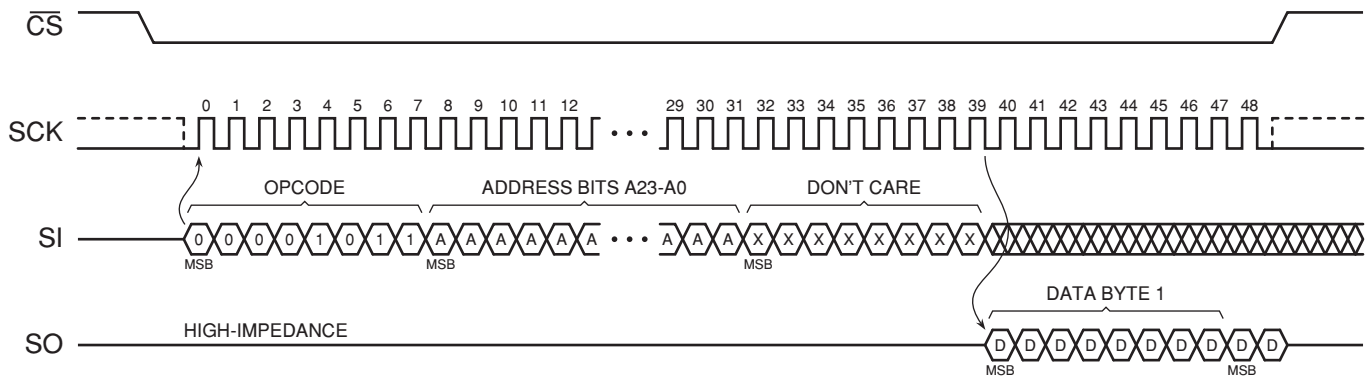 CS
SCK 0 1 2 3 4 5 6 7 8 9 10 11 12 29 30 31 32 33 34 35 36 37 38 39 40 41 42 43 44 45 46 47 48
OPCODE ADDRESS BITS A23-A0 DON'T CARE
SI 0 0 0 0 1 0 1 1 A A A A A A A A A X X X X X X X X
MSB MSB MSB
DATA BYTE 1
HIGH-IMPEDANCE
SO D D D D D D D D D D
MSB MSB